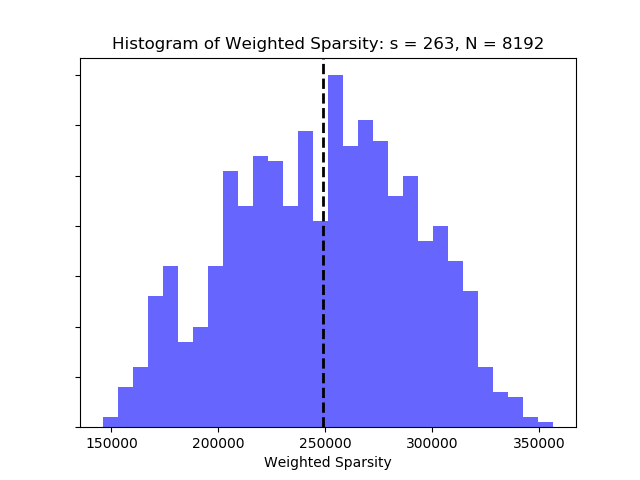 Histogram of Weighted Sparsity: s = 263, N = 8192
150000 200000 250000 300000 350000
Weighted Sparsity